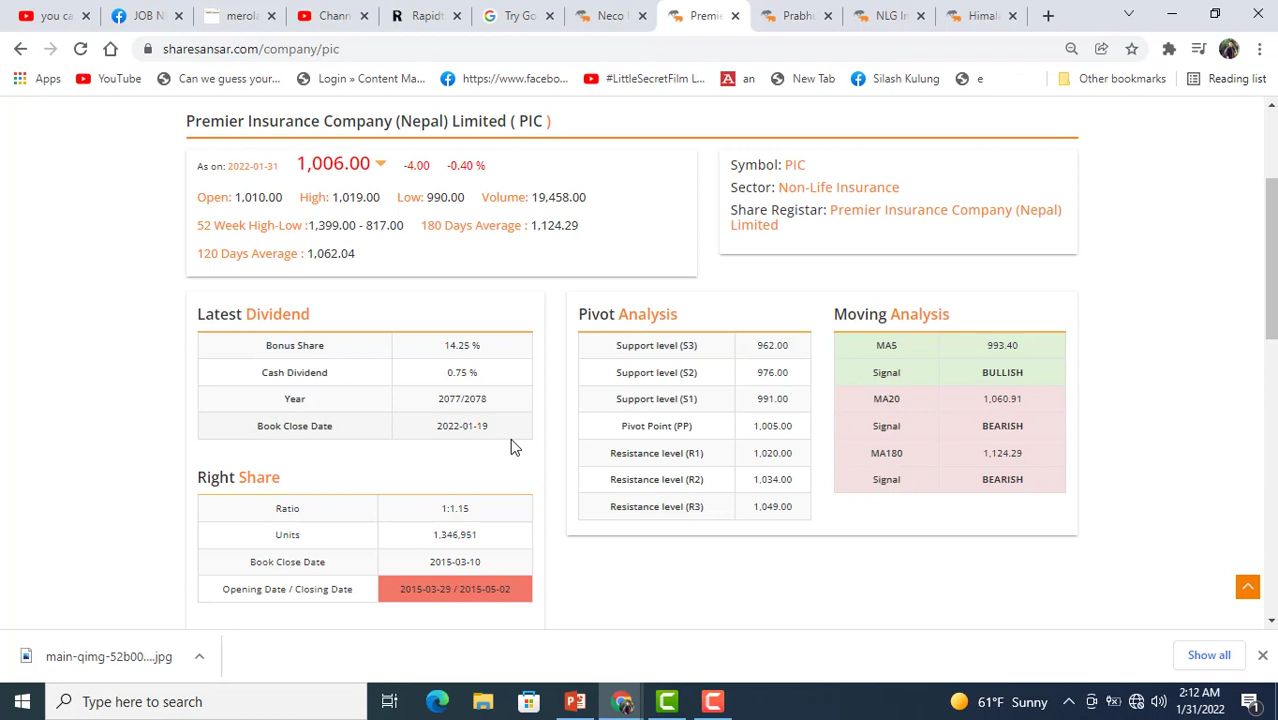 you ca
JOB N
merola
Chann
Rapidt
Try Go
Neco I
Premie
Prabhu
NLG In
Himal
sharesansar.com/company/pic
Apps
YouTube
Can we guess your...
Login » Content Ma...
https://www.facebo...
#LittleSecretFilm L...
an
New Tab
Silash Kulung
e
Other bookmarks
Reading list
Premier Insurance Company (Nepal) Limited ( PIC )
As on: 2022-01-31 1,006.00 -4.00 -0.40 %
Open: 1,010.00 High: 1,019.00 Low: 990.00 Volume: 19,458.00
52 Week High-Low :1,399.00 - 817.00 180 Days Average : 1,124.29
120 Days Average : 1,062.04
Symbol: PIC
Sector: Non-Life Insurance
Share Registar: Premier Insurance Company (Nepal)
Limited
Latest Dividend
Bonus Share 14.25 %
Cash Dividend 0.75 %
Year 2077/2078
Book Close Date 2022-01-19
Right Share
Ratio 1:1.15
Units 1,346,951
Book Close Date 2015-03-10
Opening Date / Closing Date 2015-03-29 / 2015-05-02
Pivot Analysis
Support level (S3) 962.00
Support level (S2) 976.00
Support level (S1) 991.00
Pivot Point (PP) 1,005.00
Resistance level (R1) 1,020.00
Resistance level (R2) 1,034.00
Resistance level (R3) 1,049.00
Moving Analysis
MA5 993.40
Signal BULLISH
MA20 1,060.91
Signal BEARISH
MA180 1,124.29
Signal BEARISH
main-qimg-52b00....jpg
Show all
Type here to search
61°F Sunny
2:12 AM
1/31/2022
1